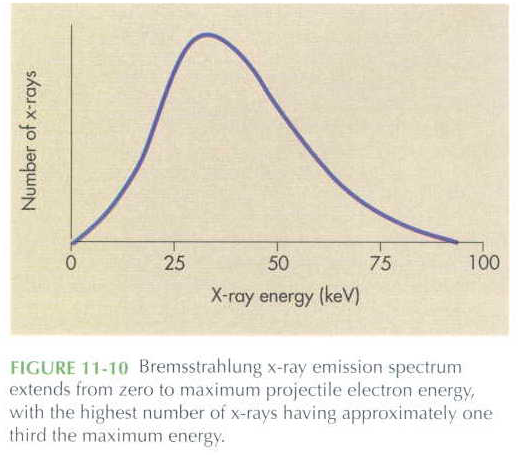 Number of x-rays
0 25 50 75 100
X-ray energy (keV)
FIGURE 11-10 Bremsstrahlung x-ray emission spectrum
extends from zero to maximum projectile electron energy,
with the highest number of x-rays having approximately one
third the maximum energy.